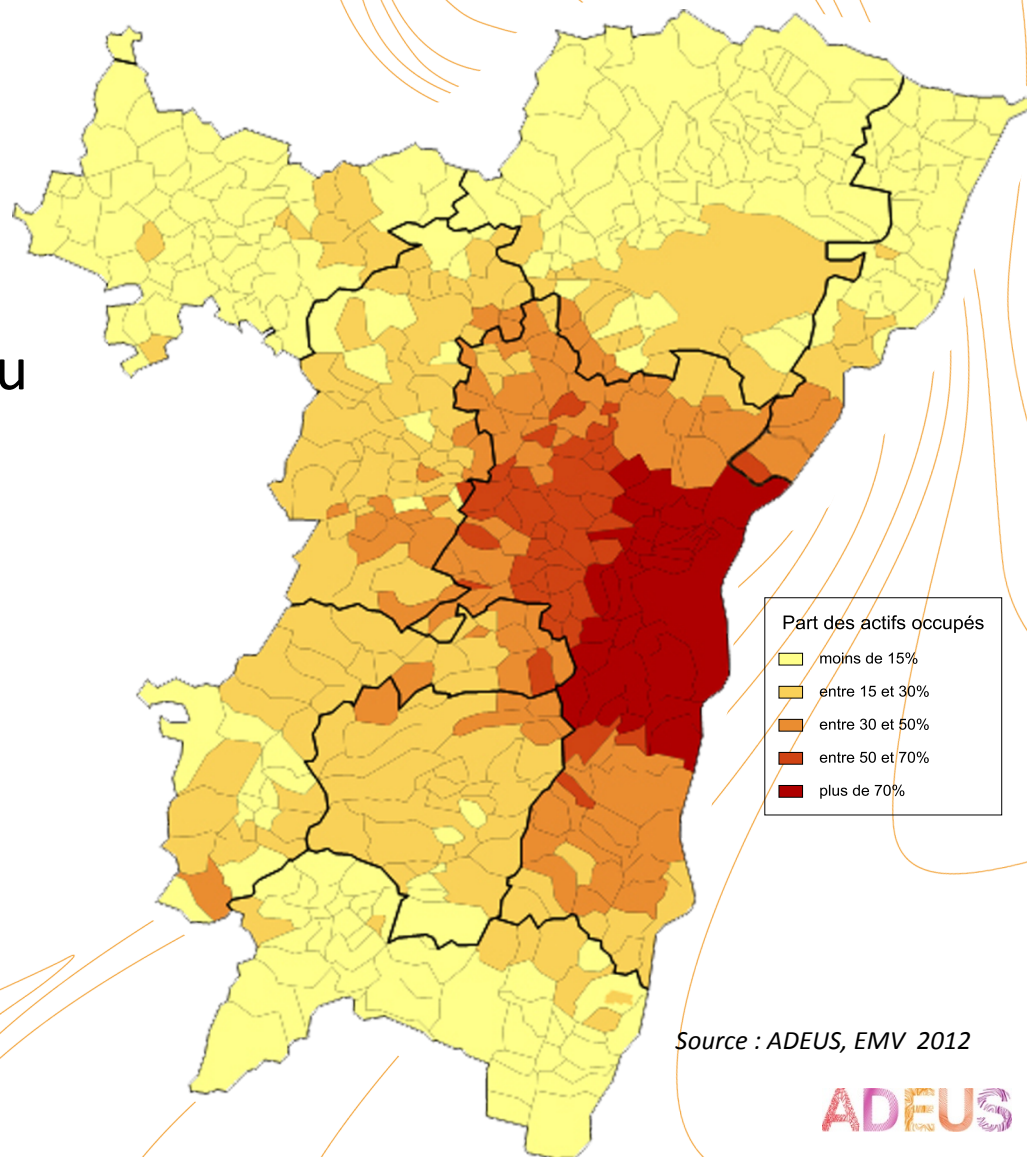 u
Part des actifs occupés
moins de 15%
entre 15 et 30%
entre 30 et 50%
entre 50 et 70%
plus de 70%
Source : ADEUS, EMV 2012
ADEUS